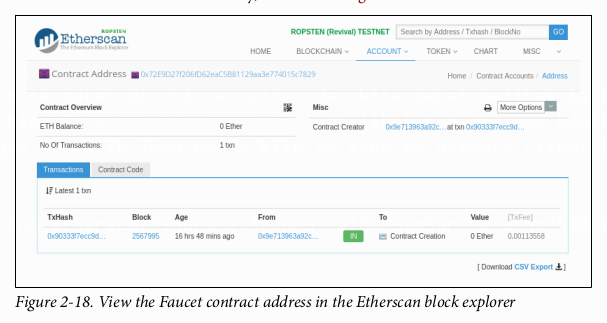 ROPSTEN
Etherscan
The Ethereum Block Explorer
ROPSTEN (Revival) TESTNET
Search by Address / Txhash / BlockNo
GO
HOME BLOCKCHAIN ACCOUNT TOKEN CHART MISC
Contract Address 0x72E9D27f206fD62eaC5B81129aa3e774015c7829
Home / Contract Accounts / Address
Contract Overview
ETH Balance: 0 Ether
No Of Transactions: 1 txn
Misc More Options
Contract Creator 0x9e713963a92c... at txn 0x90333f7ecc9d...
Transactions Contract Code
Latest 1 txn
TxHash Block Age From To Value [TxFee]
0x90333f7ecc9d... 2567995 16 hrs 48 mins ago 0x9e713963a92c... IN Contract Creation 0 Ether 0.00113558
[ Download CSV Export ]
Figure 2-18. View the Faucet contract address in the Etherscan block explorer